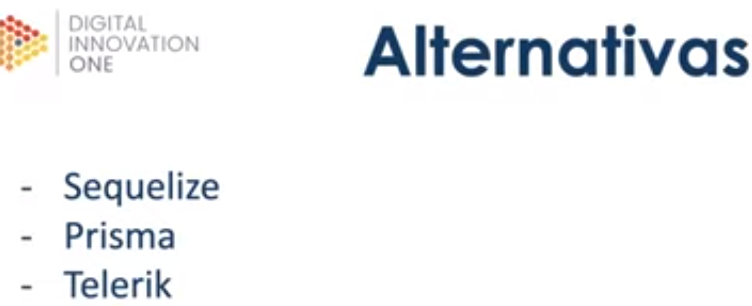 DIGITAL
INNOVATION
ONE
Alternativas
- Sequelize
- Prisma
- Telerik